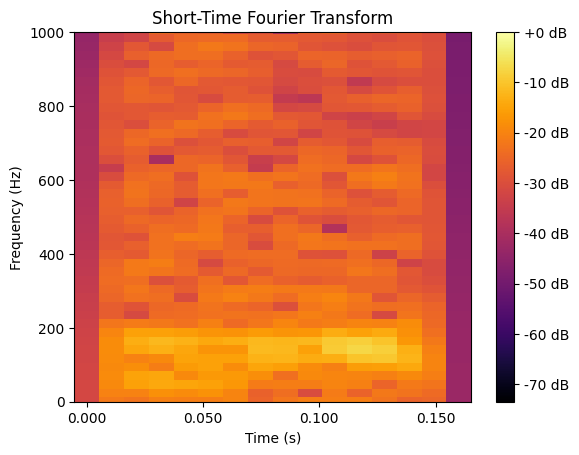 Short-Time Fourier Transform
1000
800
600
400
200
0
Frequency (Hz)
0.000
0.050
0.100
0.150
Time (s)
+0 dB
-10 dB
-20 dB
-30 dB
-40 dB
-50 dB
-60 dB
-70 dB